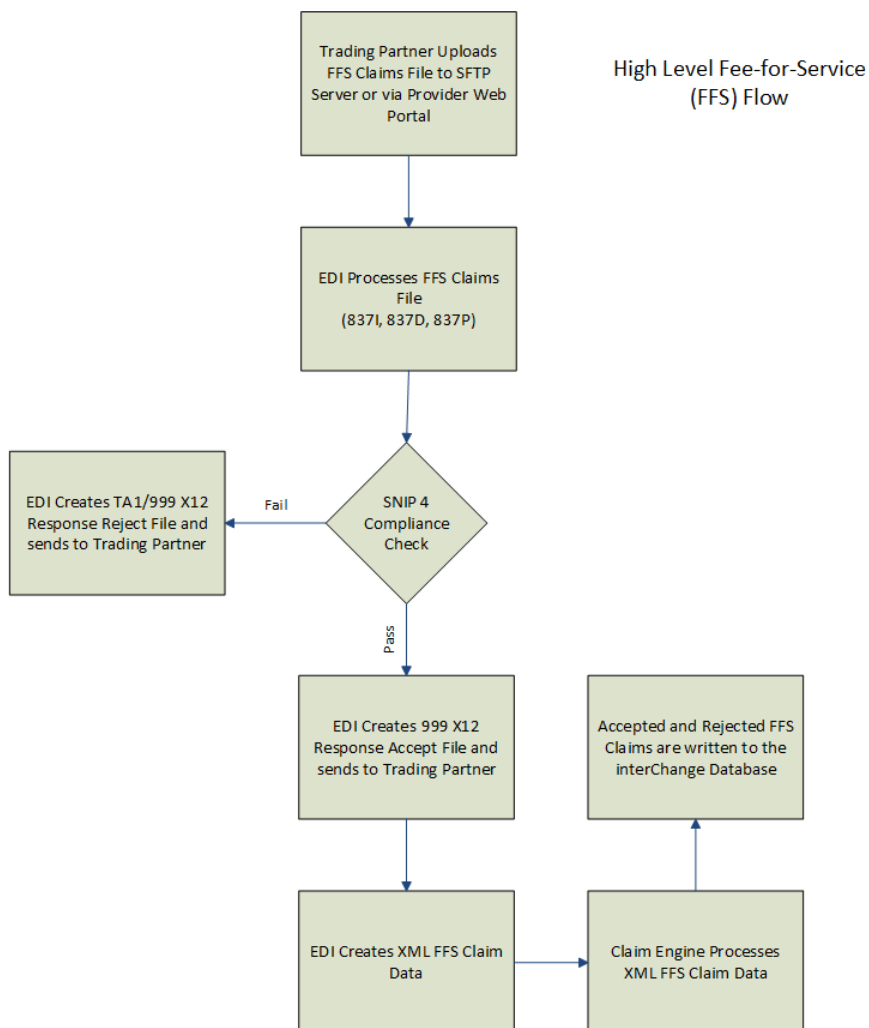 Trading Partner Uploads
FFS Claims File to SFTP
Server or via Provider Web
Portal
High Level Fee-for-Service
(FFS) Flow
EDI Processes FFS Claims
File
(837I, 837D, 837P)
EDI Creates TA1/999 X12
Response Reject File and
sends to Trading Partner
Fail
SNIP 4
Compliance
Check
Pass
EDI Creates 999 X12
Response Accept File and
sends to Trading Partner
Accepted and Rejected FFS
Claims are written to the
interChange Database
EDI Creates XML FFS Claim
Data
Claim Engine Processes
XML FFS Claim Data